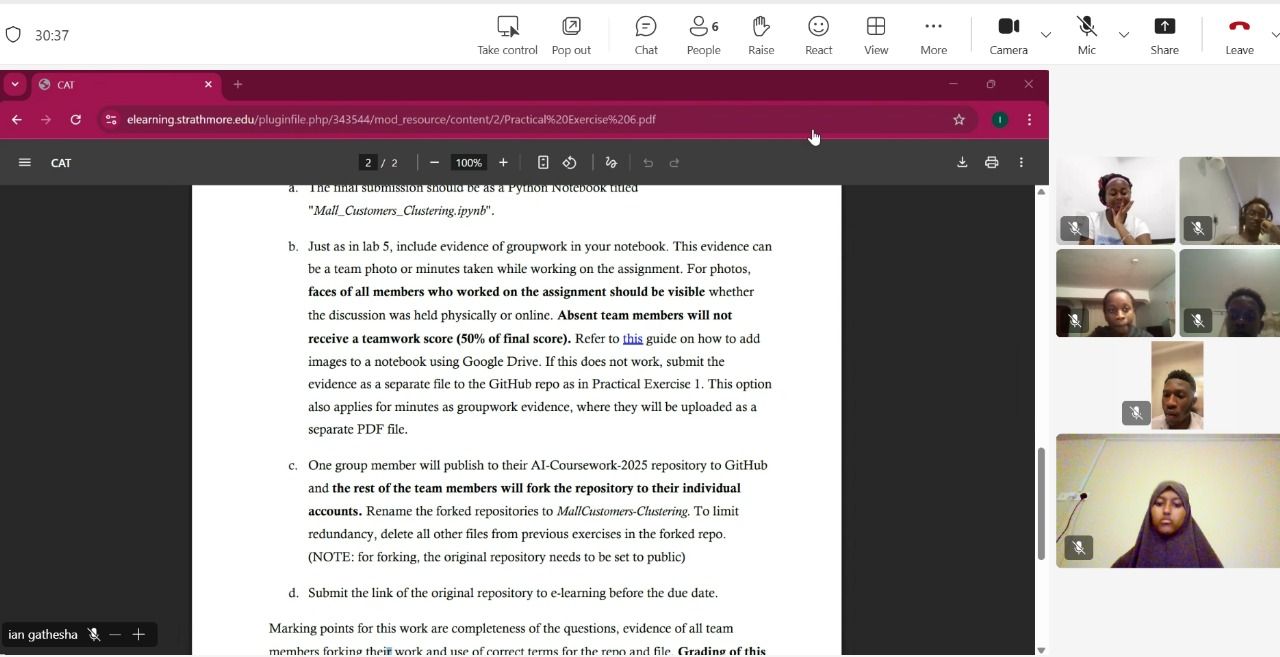 30:37
6
Take control
Pop out
Chat
People
Raise
React
View
More
Camera
Mic
Share
Leave
CAT
elearning.strathmore.edu/pluginfile.php/343544/mod_resource/content/2/Practical%20Exercise%206.pdf
I
CAT
2 / 2
100%
a. The final submission should be as a Python Notebook titled
"Mall_Customers_Clustering.ipynb".
b. Just as in lab 5, include evidence of groupwork in your notebook. This evidence can
be a team photo or minutes taken while working on the assignment. For photos,
faces of all members who worked on the assignment should be visible whether
the discussion was held physically or online. Absent team members will not
receive a teamwork score (50% of final score). Refer to this guide on how to add
images to a notebook using Google Drive. If this does not work, submit the
evidence as a separate file to the GitHub repo as in Practical Exercise 1. This option
also applies for minutes as groupwork evidence, where they will be uploaded as a
separate PDF file.
c. One group member will publish to their AI-Coursework-2025 repository to GitHub
and the rest of the team members will fork the repository to their individual
accounts. Rename the forked repositories to MallCustomers-Clustering. To limit
redundancy, delete all other files from previous exercises in the forked repo.
(NOTE: for forking, the original repository needs to be set to public)
d. Submit the link of the original repository to e-learning before the due date.
Marking points for this work are completeness of the questions, evidence of all team
members forking their work and use of correct terms for the repo and file. Grading of this
ian gathesha